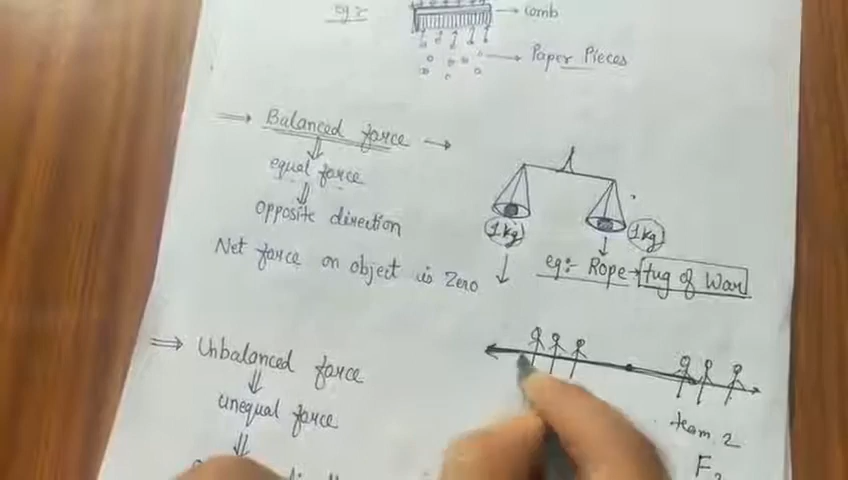 eg:- comb
Paper Pieces
Balanced force
equal force
opposite direction
Net force on object is Zero
1kg
1kg
eg:- Rope → tug of War
Unbalanced force
unequal force
team 2
F2